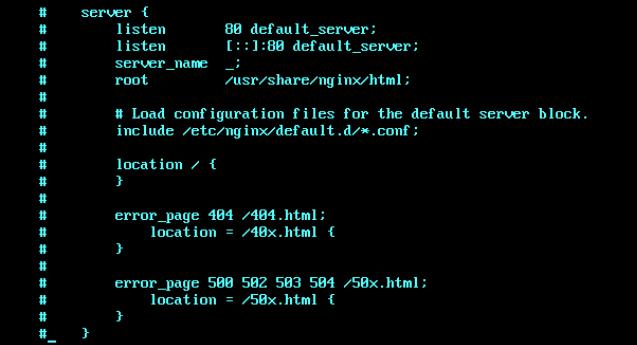 #    server {
#        listen       80 default_server;
#        listen       [::]:80 default_server;
#        server_name  _;
#        root         /usr/share/nginx/html;
#
#        # Load configuration files for the default server block.
#        include /etc/nginx/default.d/*.conf;
#
#        location / {
#        }
#
#        error_page 404 /404.html;
#            location = /40x.html {
#        }
#
#        error_page 500 502 503 504 /50x.html;
#            location = /50x.html {
#        }
#_   }